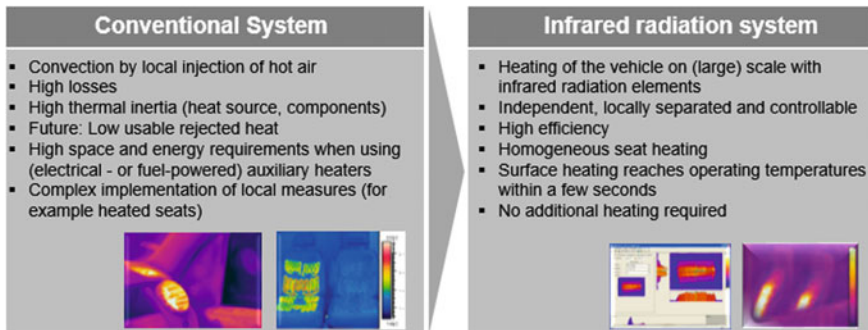 Conventional System
Convection by local injection of hot air
High losses
High thermal inertia (heat source, components)
Future: Low usable rejected heat
High space and energy requirements when using
(electrical - or fuel-powered) auxiliary heaters
Complex implementation of local measures (for
example heated seats)
Infrared radiation system
Heating of the vehicle on (large) scale with
infrared radiation elements
Independent, locally separated and controllable
High efficiency
Homogeneous seat heating
Surface heating reaches operating temperatures
within a few seconds
No additional heating required